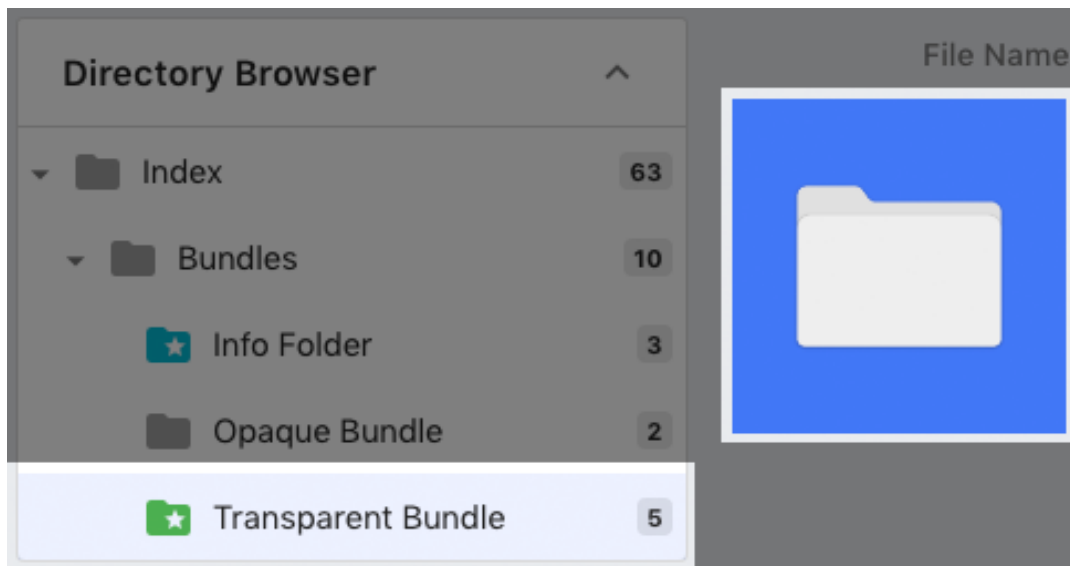 Directory Browser
File Name
Index 63
Bundles 10
Info Folder 3
Opaque Bundle 2
Transparent Bundle 5